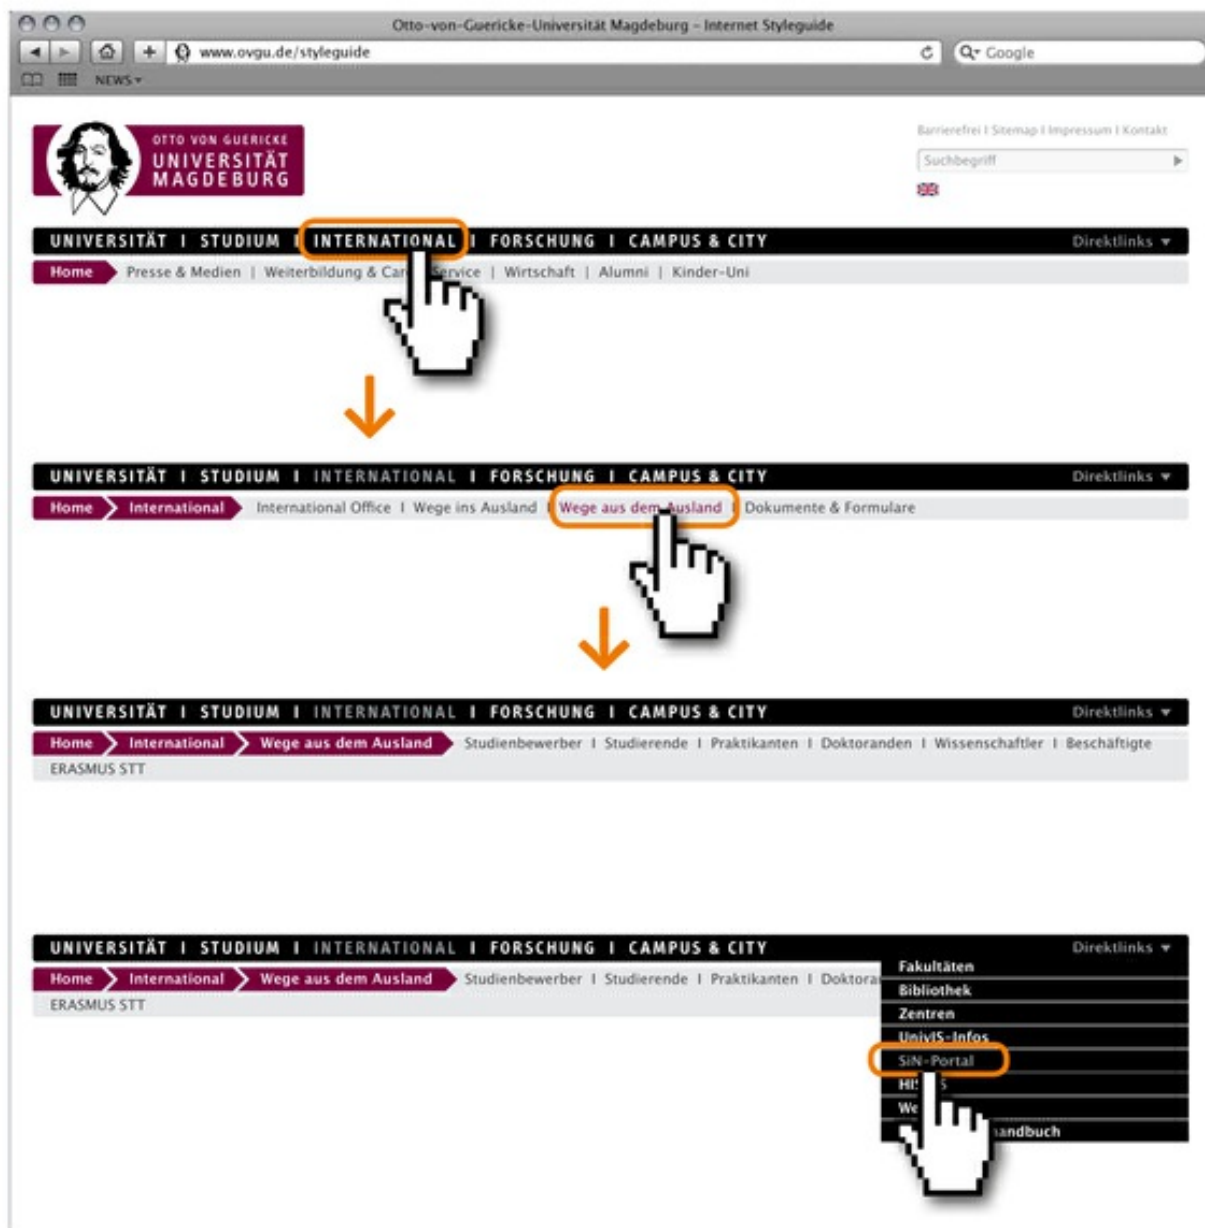 Otto-von-Guericke-Universität Magdeburg – Internet Styleguide
www.ovgu.de/styleguide
Google
NEWS
OTTO VON GUERICKE
UNIVERSITÄT
MAGDEBURG
Barrierefrei I Sitemap I Impressum I Kontakt
Suchbegriff
UNIVERSITÄT I STUDIUM I INTERNATIONAL I FORSCHUNG I CAMPUS & CITY Direktlinks
Home Presse & Medien | Weiterbildung & Service | Wirtschaft | Alumni | Kinder-Uni
UNIVERSITÄT I STUDIUM I INTERNATIONAL I FORSCHUNG I CAMPUS & CITY Direktlinks
Home International International Office I Wege ins Ausland I Wege aus dem Ausland I Dokumente & Formulare
UNIVERSITÄT I STUDIUM I INTERNATIONAL I FORSCHUNG I CAMPUS & CITY Direktlinks
Home International Wege aus dem Ausland Studienbewerber I Studierende I Praktikanten I Doktoranden I Wissenschaftler I Beschäftigte
ERASMUS STT
UNIVERSITÄT I STUDIUM I INTERNATIONAL I FORSCHUNG I CAMPUS & CITY Direktlinks
Home International Wege aus dem Ausland Studienbewerber I Studierende I Praktikanten I
ERASMUS STT
Fakultäten
Bibliothek
Zentren
UnivIS-Infos
SiN-Portal